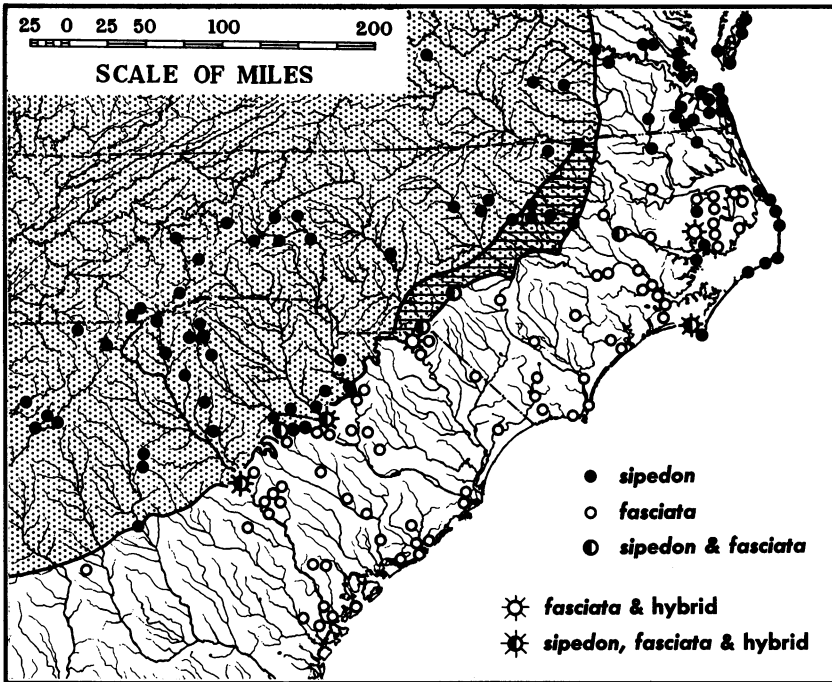 25 0 25 50 100 200
SCALE OF MILES
sipedon
fasciata
sipedon & fasciata
fasciata & hybrid
sipedon, fasciata & hybrid